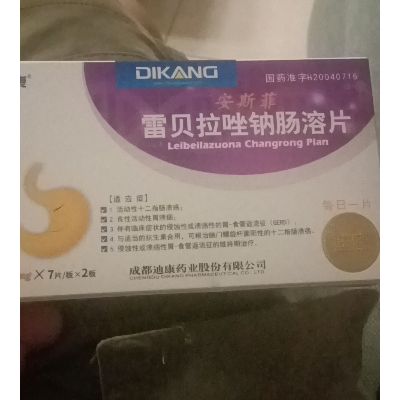 DIKANG
国药准字H20040716
安斯菲
雷贝拉唑钠肠溶片
Leibeilazuona Changrong Pian
【适应症】
1.活动性十二指肠溃疡;
2.良性活动性胃溃疡;
3.伴有临床症状的侵蚀性或溃疡性的胃-食管返流征(GERD);
4.与适当的抗生素合用,可根治幽门螺旋杆菌阳性的十二指肠溃疡;
5.侵蚀性或溃疡性胃-食管返流征的维持期治疗。
每日一片
×7片/板×2板
成都迪康药业股份有限公司
CHENGDU DIKANG PHARMACEUTICAL CO.,LTD.